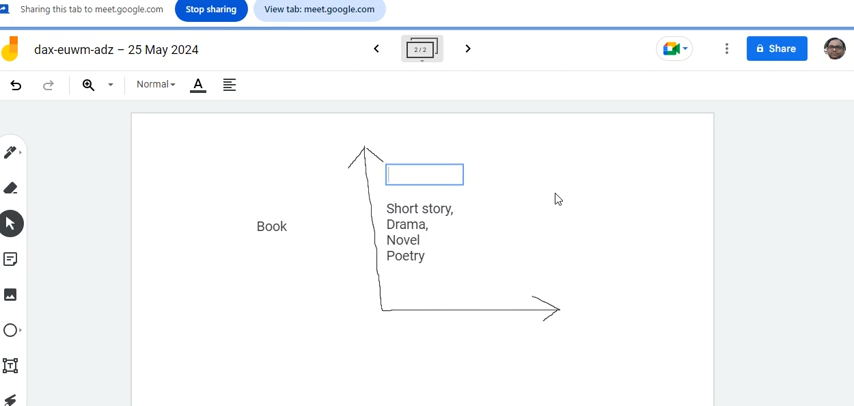 Sharing this tab to meet.google.com
Stop sharing
View tab: meet.google.com
dax-euwm-adz – 25 May 2024
2 / 2
Share
Normal
A
Book
Short story,
Drama,
Novel
Poetry
T